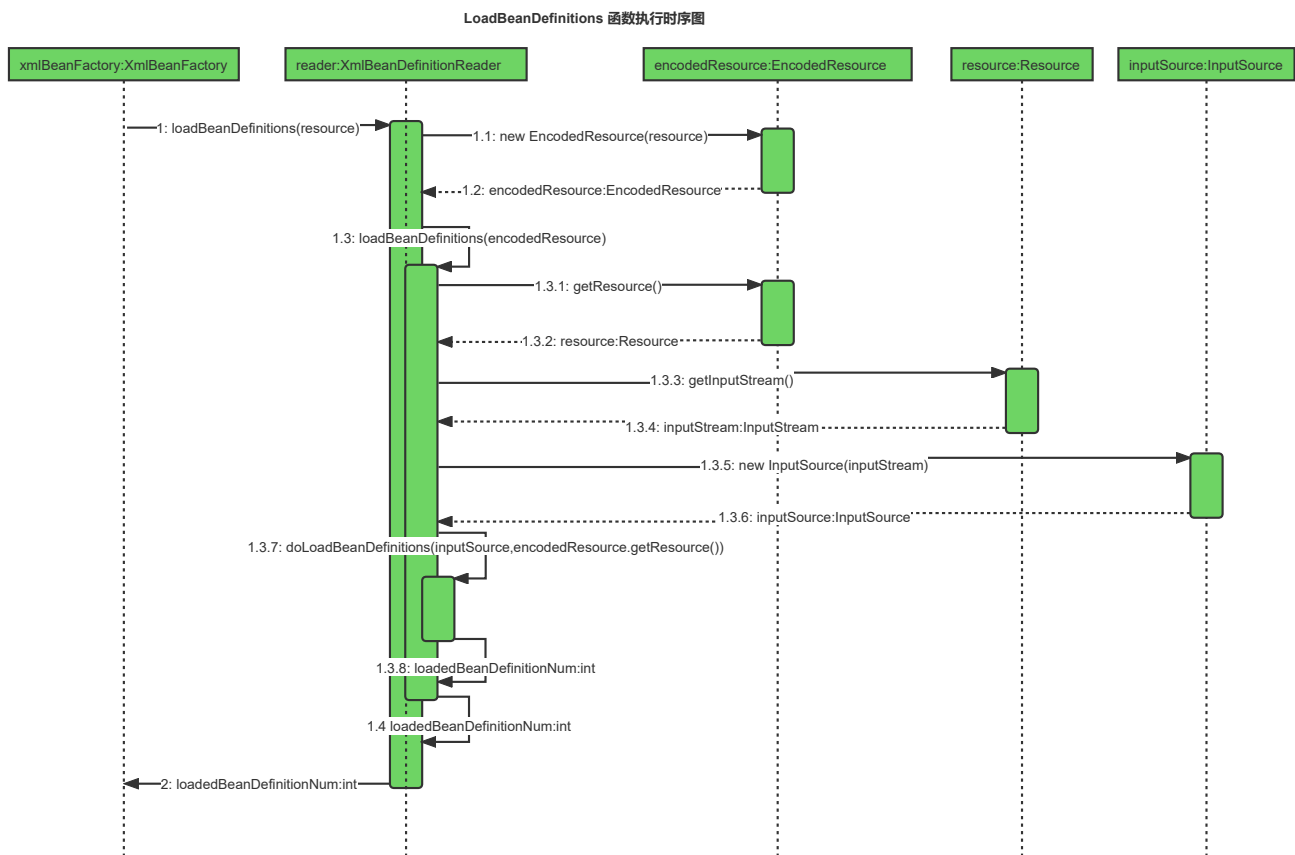 LoadBeanDefinitions 函数执行时序图
xmlBeanFactory:XmlBeanFactory
reader:XmlBeanDefinitionReader
encodedResource:EncodedResource
resource:Resource
inputSource:InputSource
1: loadBeanDefinitions(resource)
1.1: new EncodedResource(resource)
1.2: encodedResource:EncodedResource
1.3: loadBeanDefinitions(encodedResource)
1.3.1: getResource()
1.3.2: resource:Resource
1.3.3: getInputStream()
1.3.4: inputStream:InputStream
1.3.5: new InputSource(inputStream)
1.3.6: inputSource:InputSource
1.3.7: doLoadBeanDefinitions(inputSource,encodedResource.getResource())
1.3.8: loadedBeanDefinitionNum:int
1.4 loadedBeanDefinitionNum:int
2: loadedBeanDefinitionNum:int